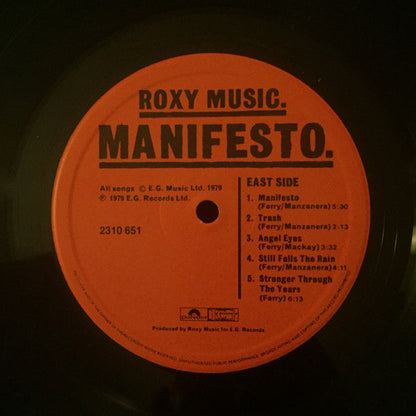 ROXY MUSIC.
MANIFESTO.
All songs © E.G. Music Ltd. 1979
℗ 1979 E.G. Records Ltd.
2310 651
EAST SIDE
1. Manifesto
(Ferry/Manzanera) 5:30
2. Trash
(Ferry/Manzanera) 2:13
3. Angel Eyes
(Ferry/Mackay) 3:32
4. Still Falls The Rain
(Ferry/Manzanera) 4:11
5. Stronger Through
The Years
(Ferry) 6:13
Produced by Roxy Music for E.G. Records